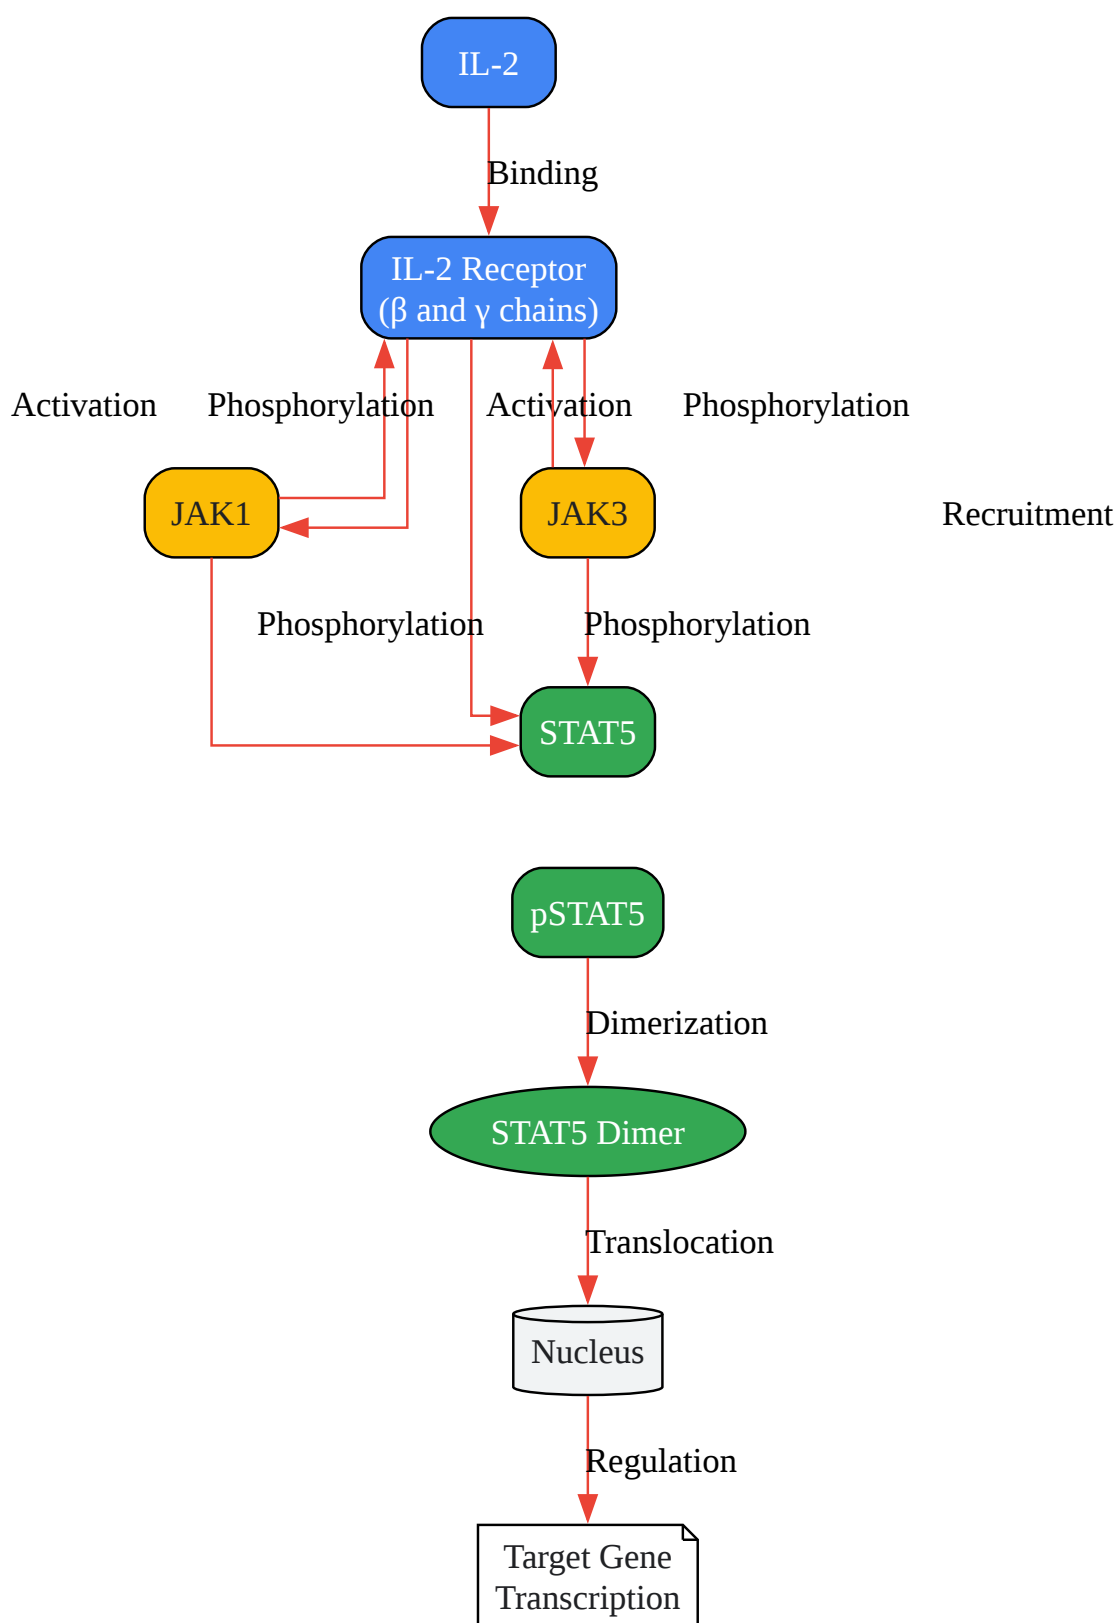 IL-2
Binding
IL-2 Receptor
(β and γ chains)
Activation
Phosphorylation
Activation
Phosphorylation
JAK1
JAK3
Recruitment
Phosphorylation
Phosphorylation
STAT5
pSTAT5
Dimerization
STAT5 Dimer
Translocation
Nucleus
Regulation
Target Gene
Transcription